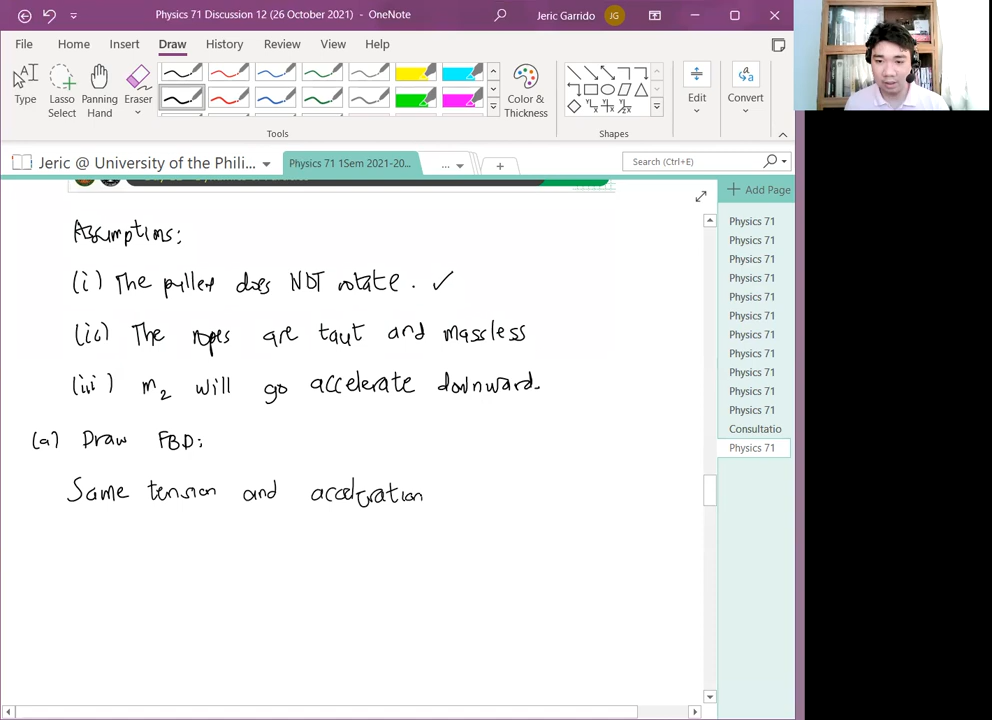 Physics 71 Discussion 12 (26 October 2021) - OneNote
Jeric Garrido
JG
File Home Insert Draw History Review View Help
Type
Lasso Select
Panning Hand
Eraser
Color & Thickness
Edit
Convert
Tools
Shapes
Jeric @ University of the Phili...
Physics 71 1Sem 2021-20...
...
Search (Ctrl+E)
Add Page
Assumptions:
(i) The pulley does NOT rotate. ✓
(ii) The ropes are taut and massless
(iii) m2 will go accelerate downward.
(a) Draw FBD:
Same tension and acceleration
Physics 71
Physics 71
Physics 71
Physics 71
Physics 71
Physics 71
Physics 71
Physics 71
Physics 71
Physics 71
Physics 71
Consultatio
Physics 71